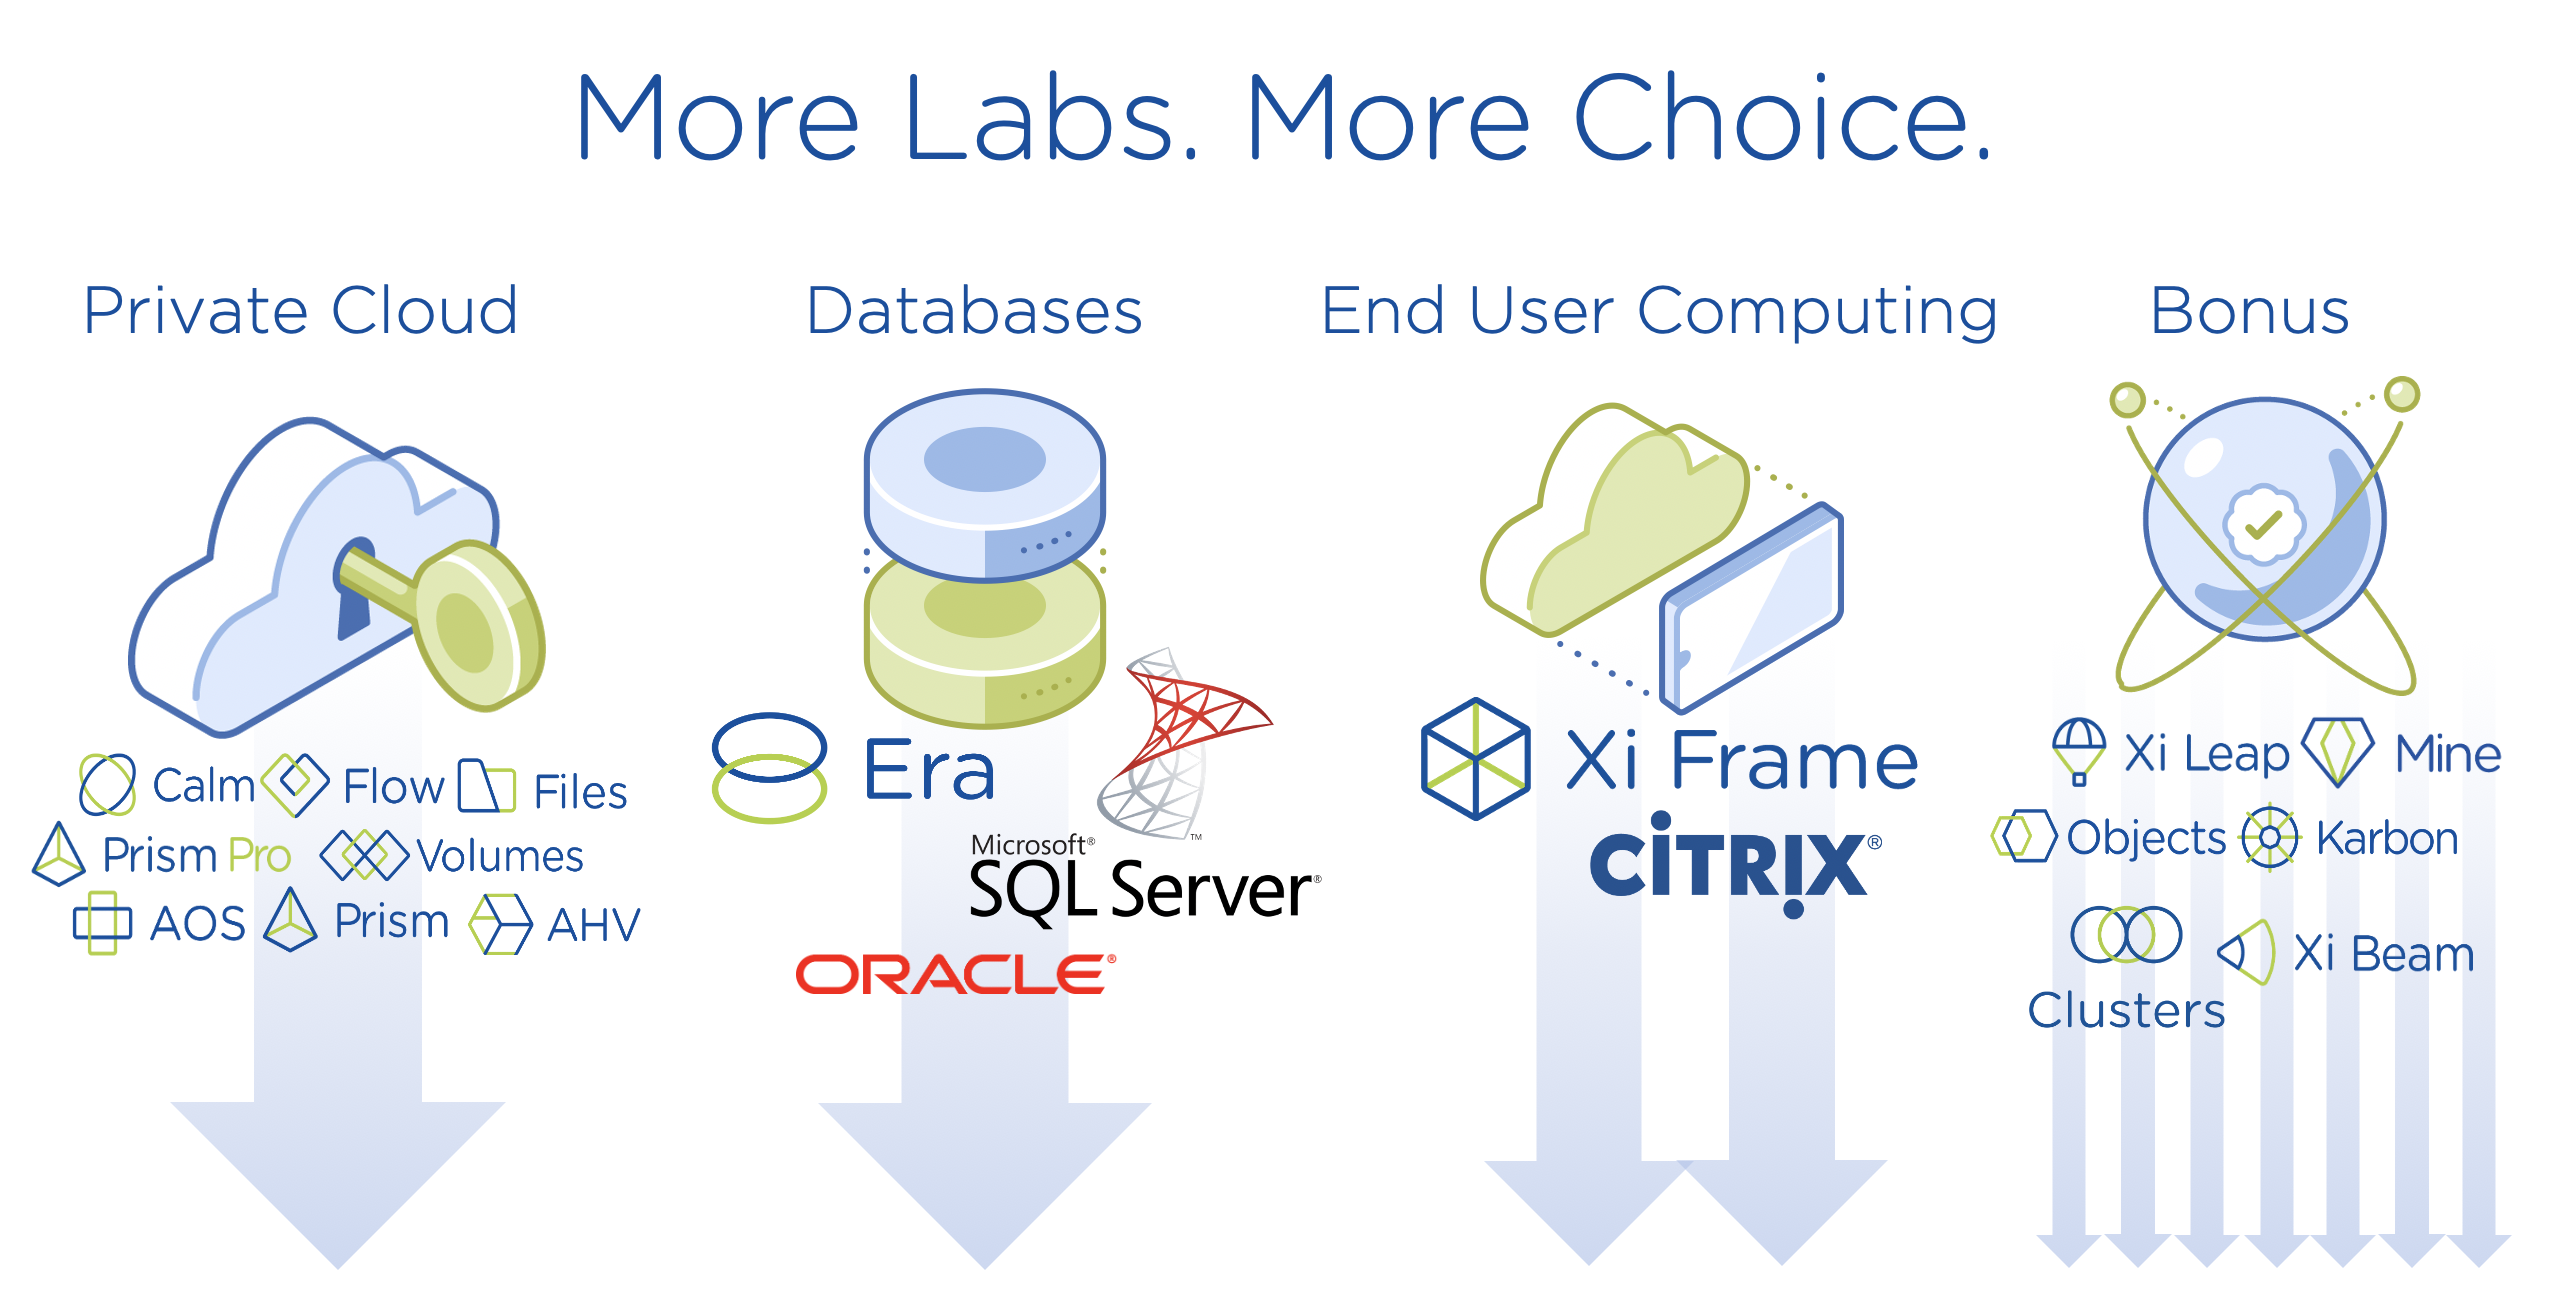 More Labs. More Choice.
Private Cloud
Calm Flow Files
Prism Pro Volumes
AOS Prism AHV
Databases
Era
Microsoft®
SQL Server®
™
ORACLE®
End User Computing
Xi Frame
CiTRIX®
Bonus
Xi Leap Mine
Objects Karbon
Clusters Xi Beam